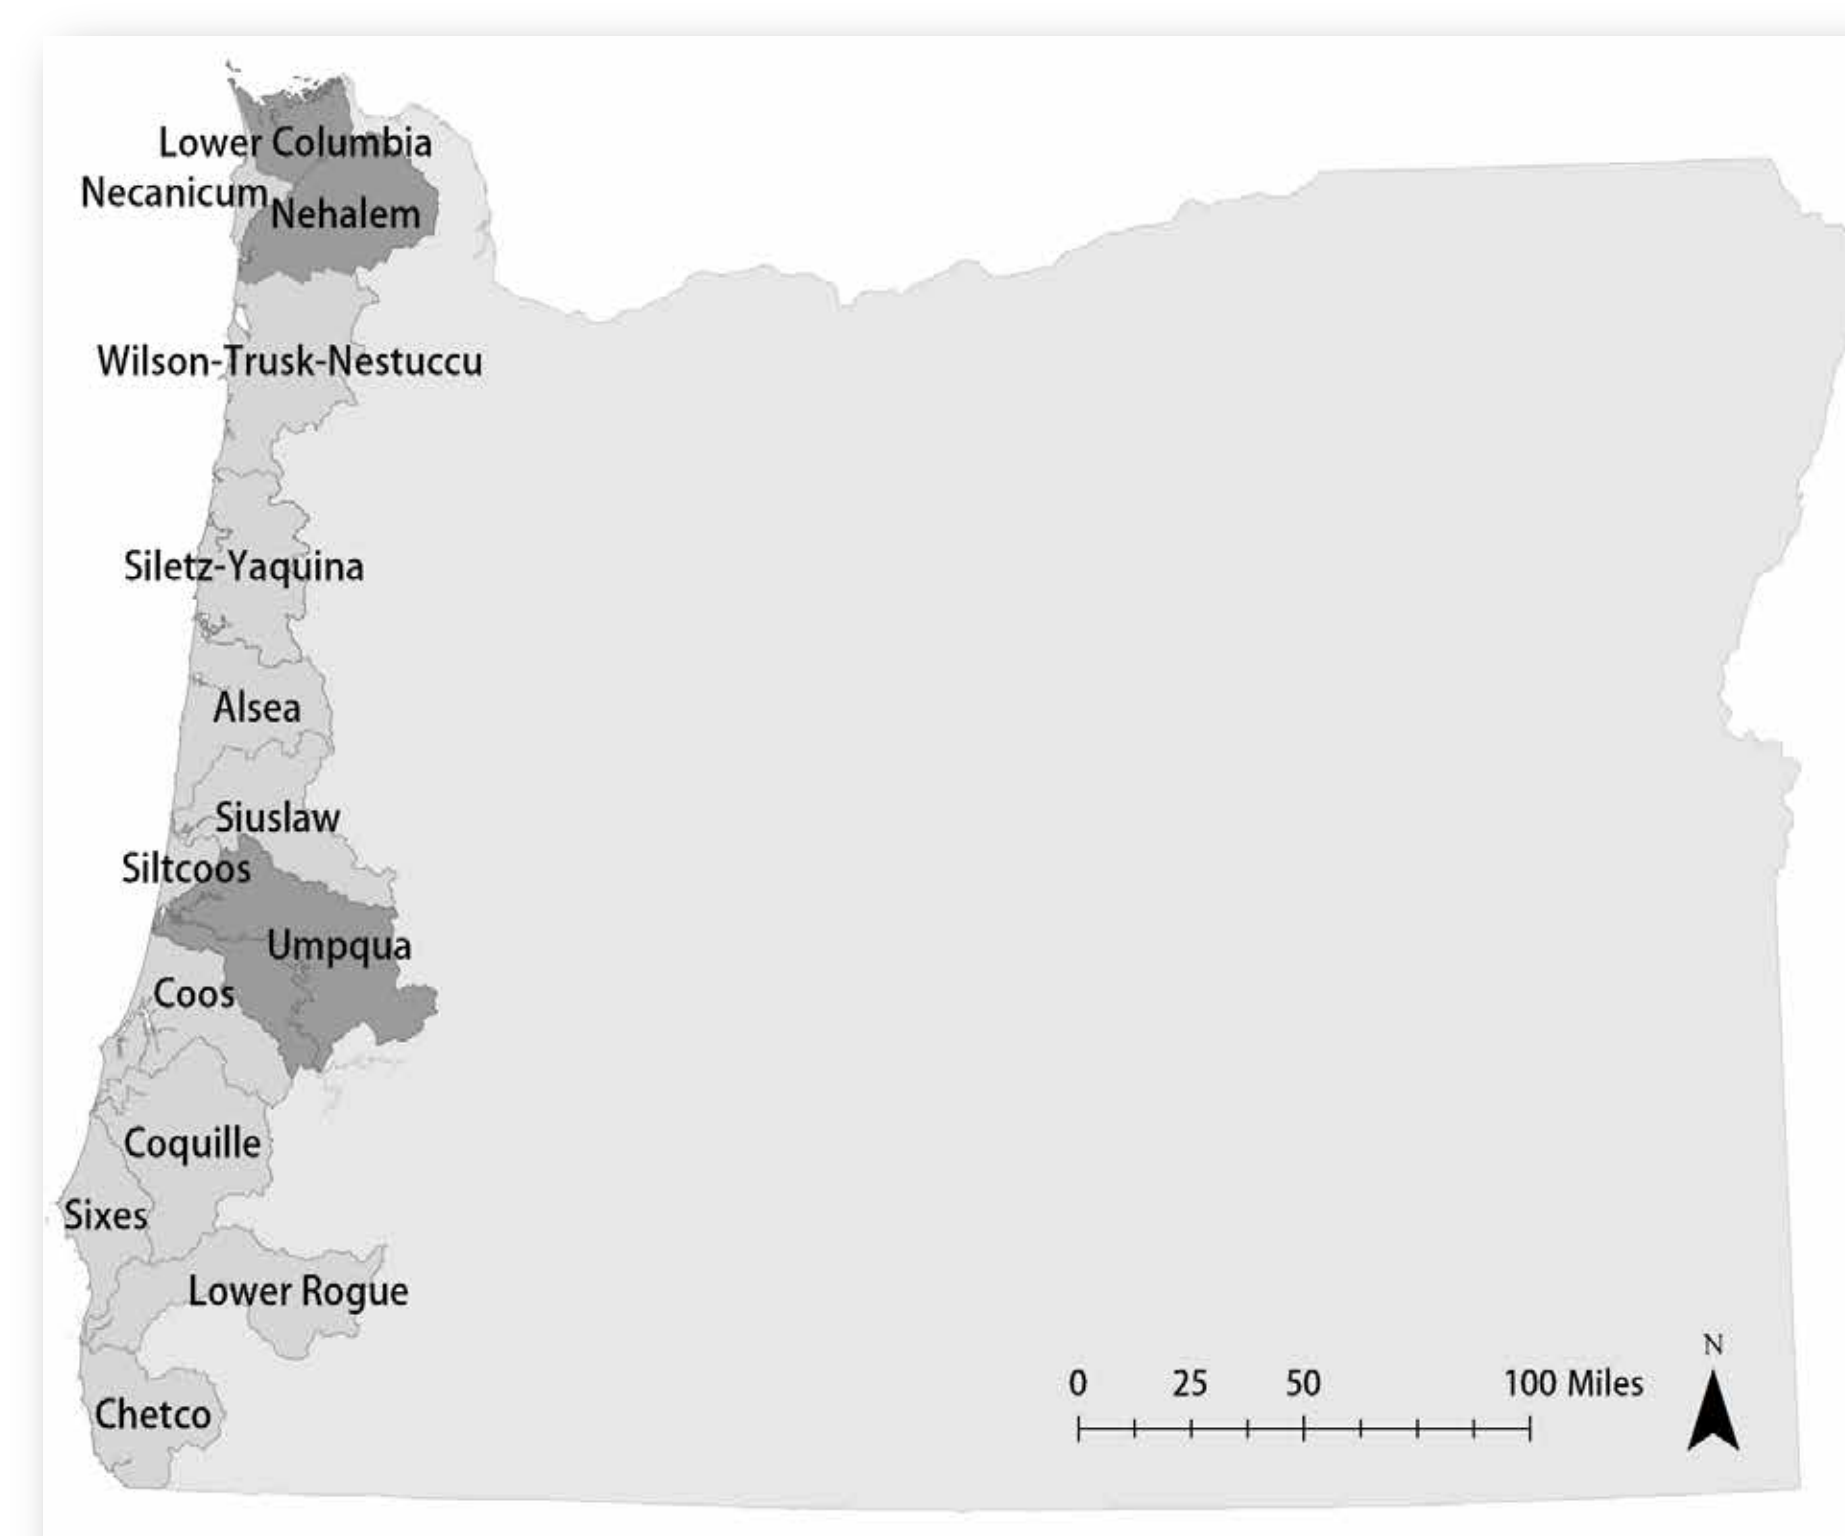 Lower Columbia
Necanicum
Nehalem
Wilson-Trusk-Nestuccu
Siletz-Yaquina
Alsea
Siuslaw
Siltcoos
Umpqua
Coos
Coquille
Sixes
Lower Rogue
Chetco
0 25 50 100 Miles
N